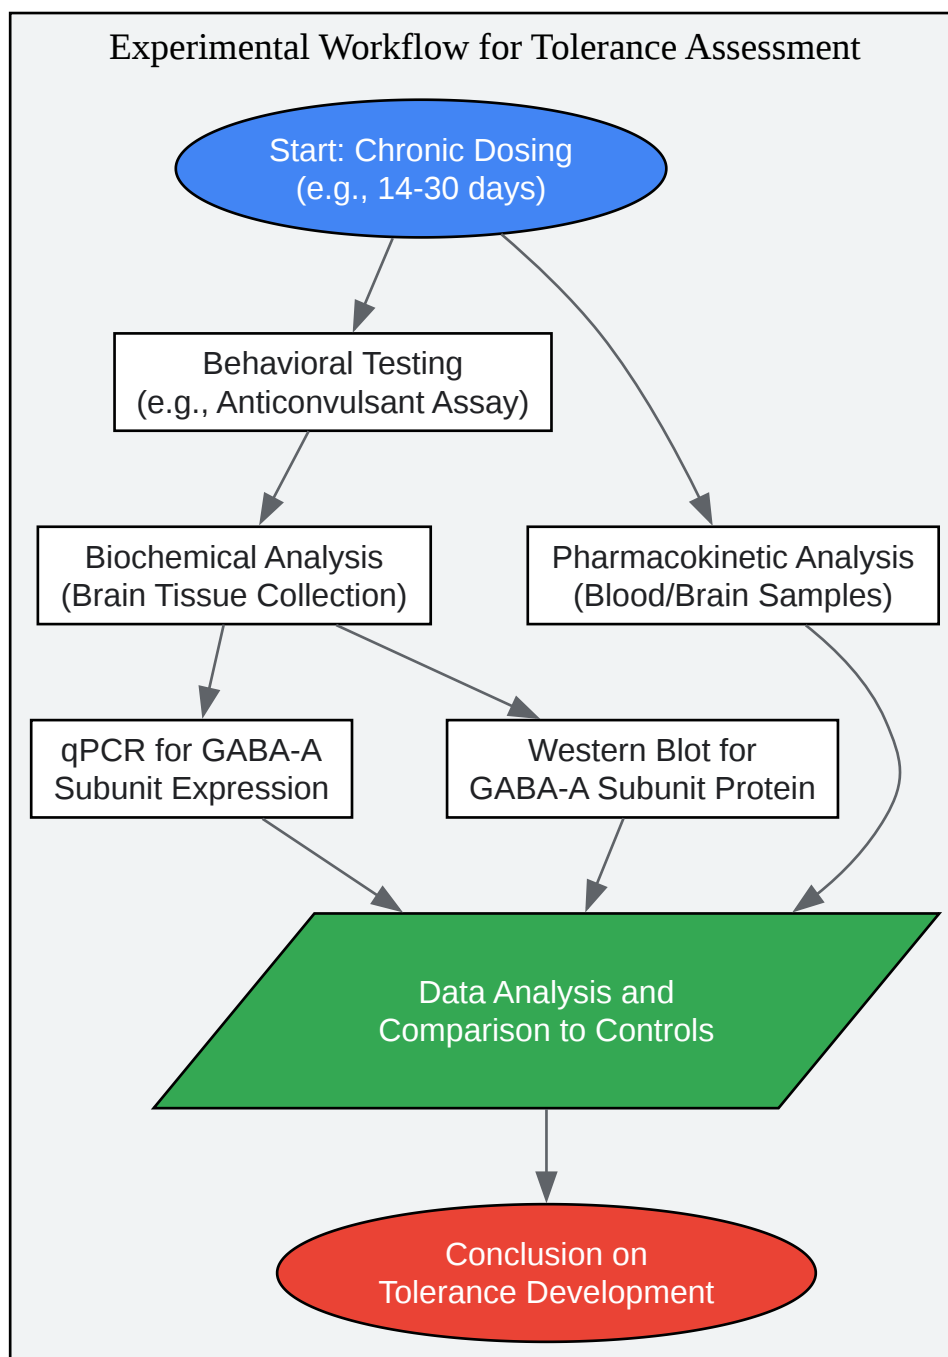 Experimental Workflow for Tolerance Assessment
Start: Chronic Dosing
(e.g., 14-30 days)
Behavioral Testing
(e.g., Anticonvulsant Assay)
Biochemical Analysis
(Brain Tissue Collection)
Pharmacokinetic Analysis
(Blood/Brain Samples)
qPCR for GABA-A
Subunit Expression
Western Blot for
GABA-A Subunit Protein
Data Analysis and
Comparison to Controls
Conclusion on
Tolerance Development